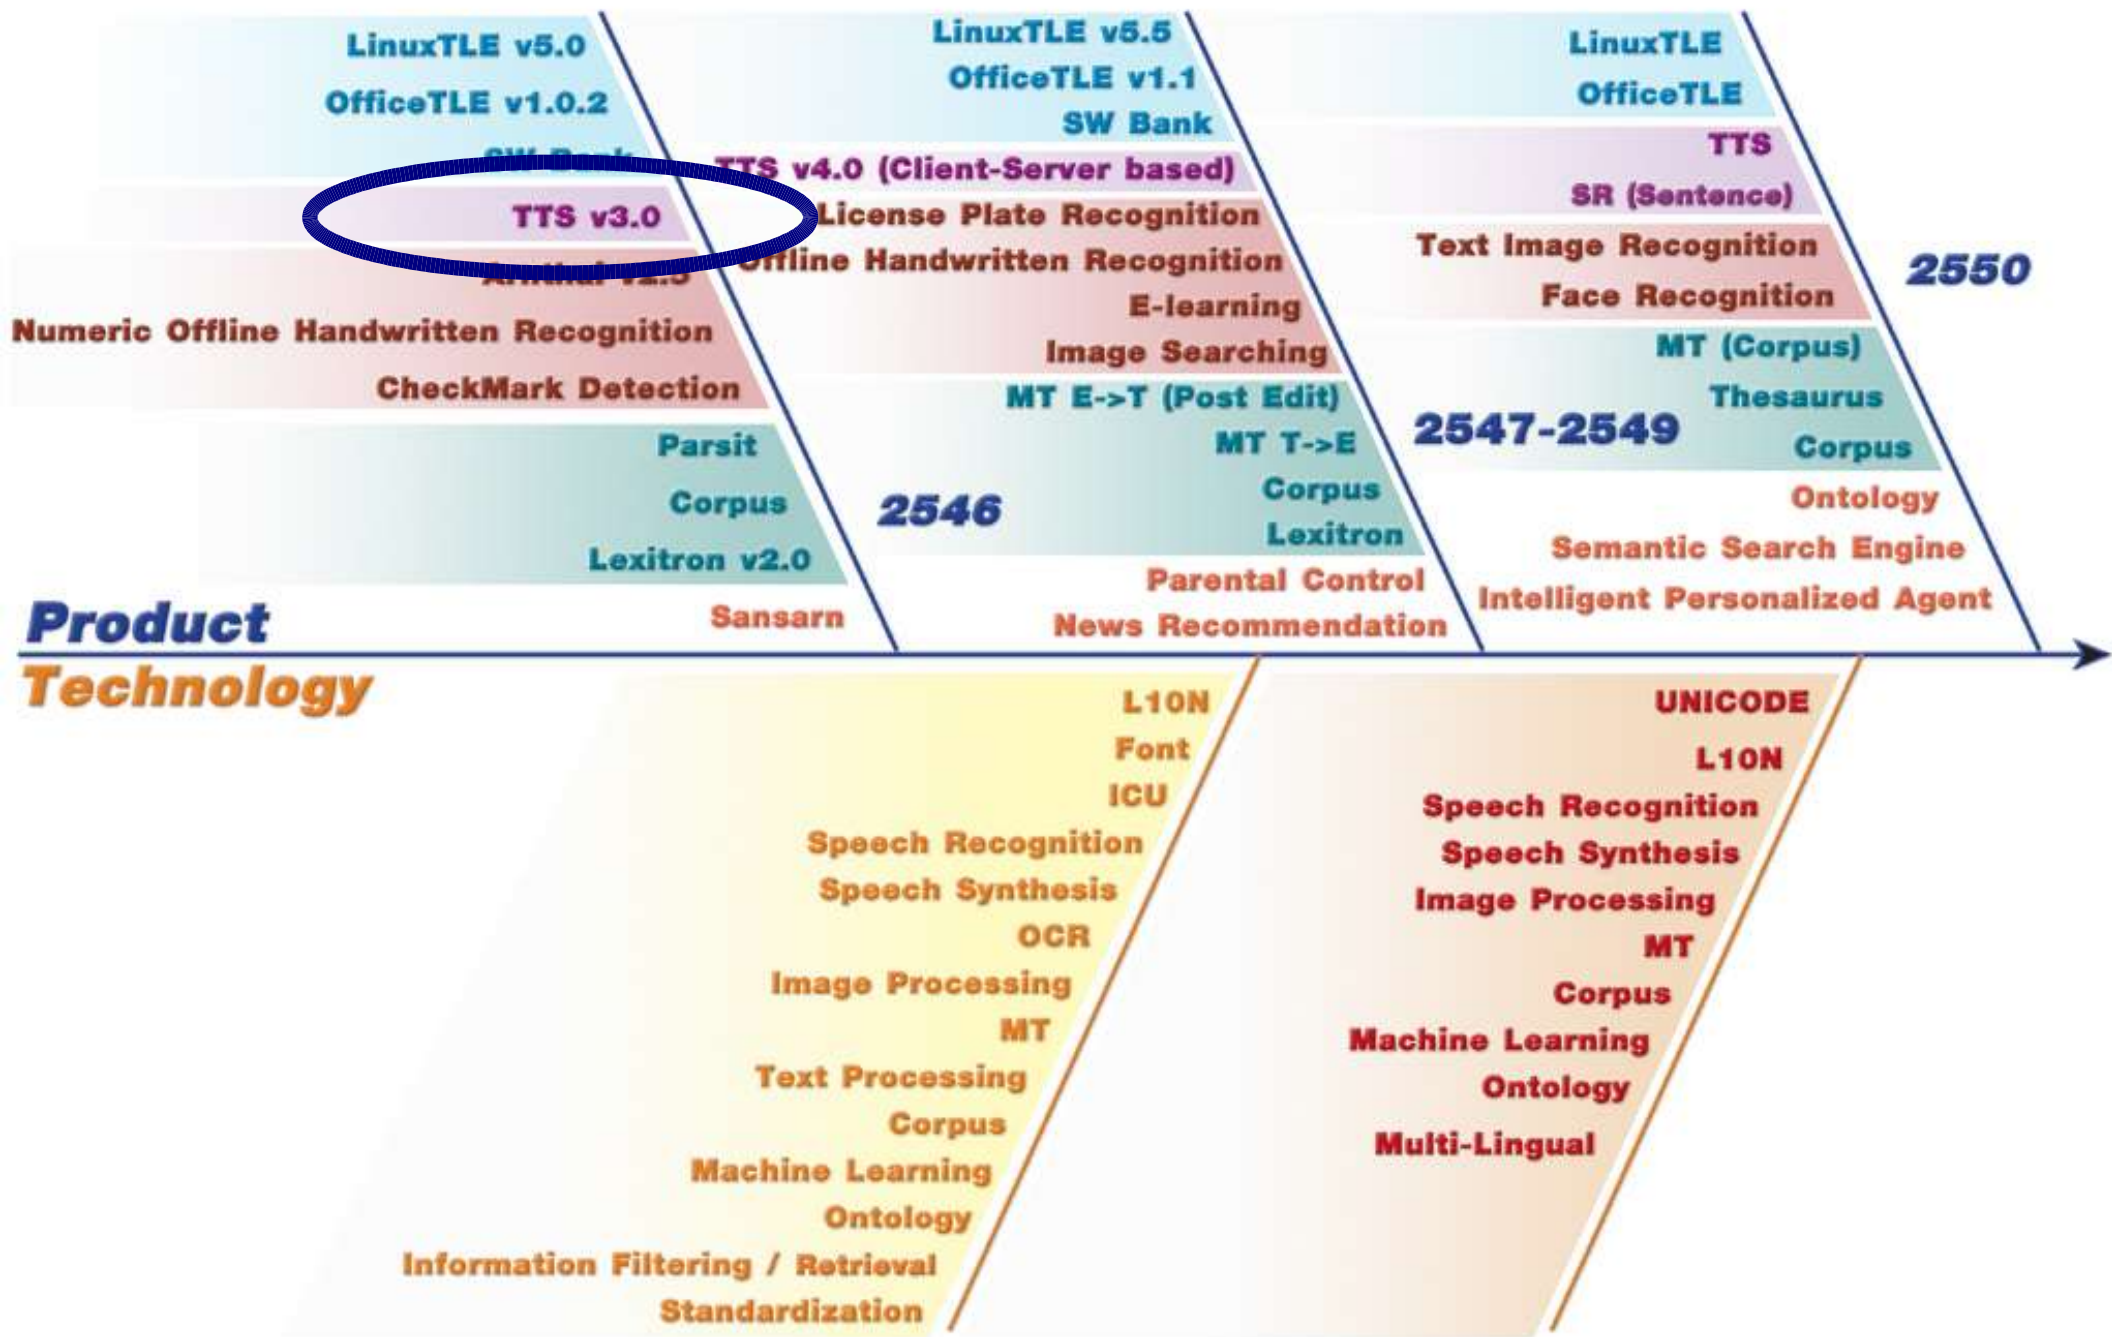 LinuxTLE v5.0
OfficeTLE v1.0.2
SW Bank
TTS v3.0
Numeric Offline Handwritten Recognition
CheckMark Detection
Parsit
Corpus
Lexitron v2.0
Sansarn
2546
LinuxTLE v5.5
OfficeTLE v1.1
SW Bank
TTS v4.0 (Client-Server based)
License Plate Recognition
Offline Handwritten Recognition
E-learning
Image Searching
MT E->T (Post Edit)
MT T->E
Corpus
Lexitron
Parental Control
News Recommendation
2547-2549
LinuxTLE
OfficeTLE
TTS
SR (Sentence)
Text Image Recognition
Face Recognition
MT (Corpus)
Thesaurus
Corpus
Ontology
Semantic Search Engine
Intelligent Personalized Agent
2550
Product
Technology
L10N
Font
ICU
Speech Recognition
Speech Synthesis
OCR
Image Processing
MT
Text Processing
Corpus
Machine Learning
Ontology
Information Filtering / Retrieval
Standardization
UNICODE
L10N
Speech Recognition
Speech Synthesis
Image Processing
MT
Corpus
Machine Learning
Ontology
Multi-Lingual